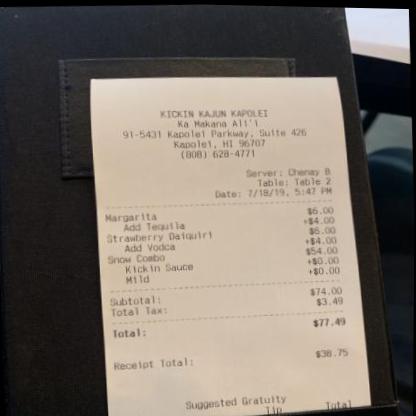 KICKIN KAJUN KAPOLEI
Ka Makana Ali'i
91-5431 Kapolei Parkway, Suite 426
Kapolei, HI 96707
(808) 628-4771
Server: Chenay B
Table: Table 2
Date: 7/18/19, 5:47 PM
Margarita $6.00
Add Tequila +$4.00
Strawberry Daiquiri $6.00
Add Vodca +$4.00
Snow Combo $54.00
Kickin Sauce +$0.00
Mild +$0.00
Subtotal: $74.00
Total Tax: $3.49
Total: $77.49
Receipt Total: $38.75
Suggested Gratuity
Tip Total